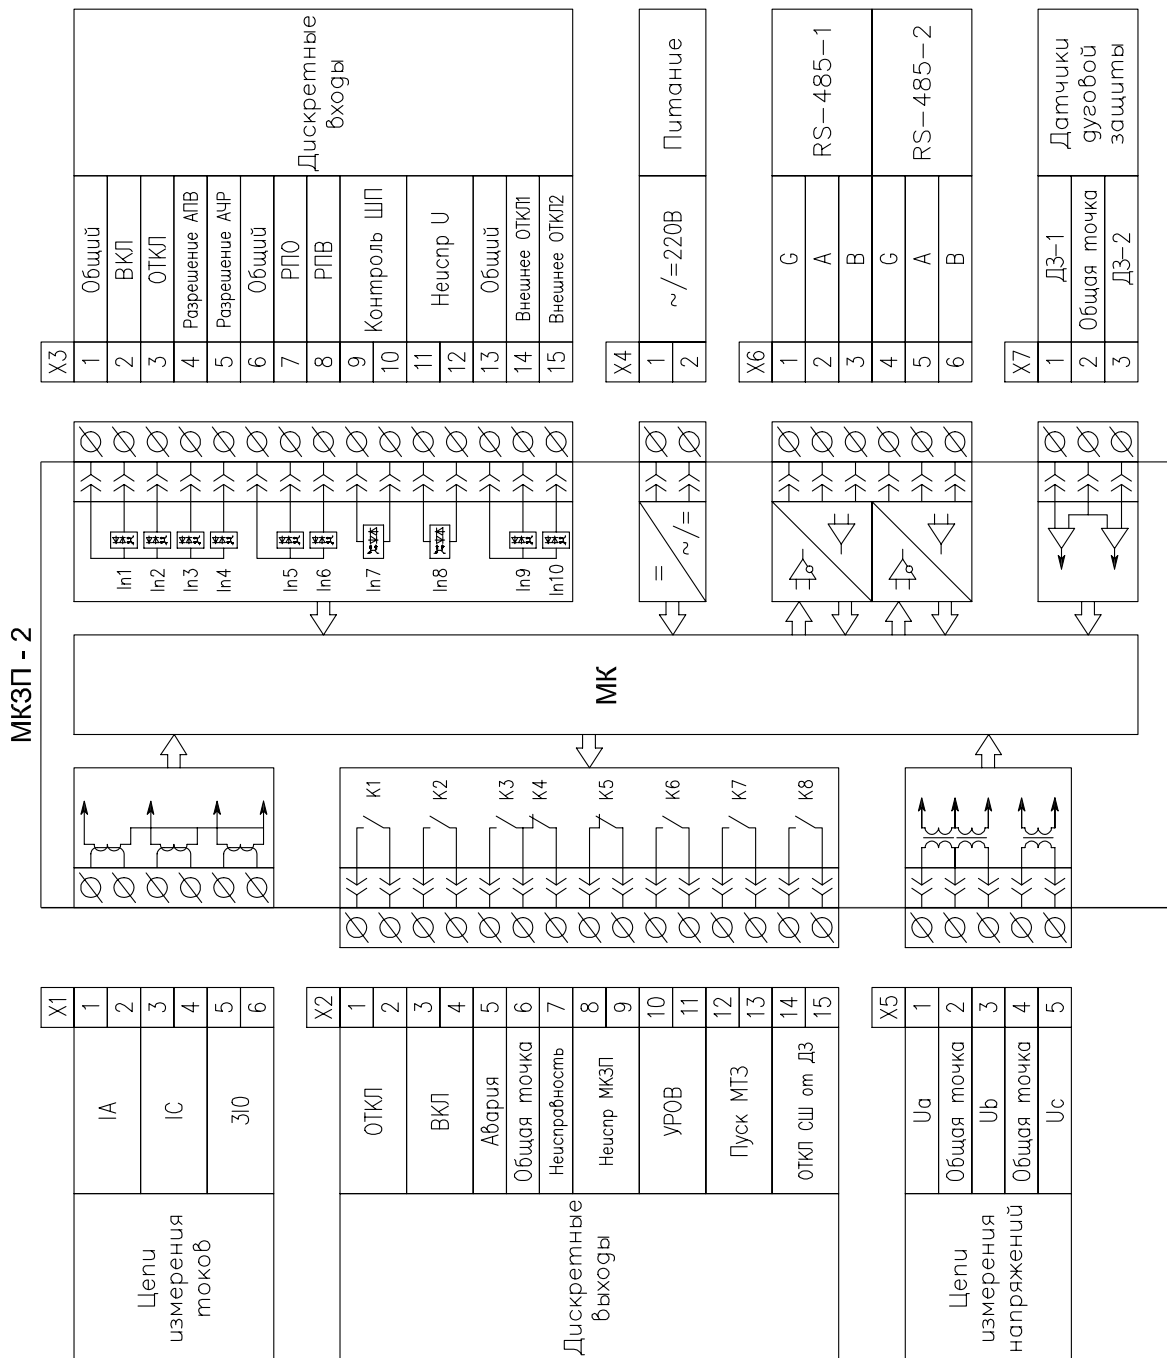 X3
1
Общий
2
ВКЛ
3
ОТКЛ
4
Разрешение АПВ
5
Разрешение АЧР
6
Общий
7
РПО
8
РПВ
9
10
Контроль ШП
11
12
Неиспр U
13
Общий
14
Внешнее ОТКЛ1
15
Внешнее ОТКЛ2
Дискретные
входы
X4
1
2
~/=220В
Питание
X6
1
G
2
A
3
B
RS-485-1
4
G
5
A
6
B
RS-485-2
X7
1
ДЗ-1
2
Общая точка
3
ДЗ-2
Датчики
дуговой
защиты
МКЗП - 2
In1
In2
In3
In4
In5
In6
In7
In8
In9
In10
=
~/=
МК
K1
K2
K3
K4
K5
K6
K7
K8
X1
1
2
IA
3
4
IC
5
6
3I0
Цепи
измерения
токов
X2
1
2
ОТКЛ
3
4
ВКЛ
5
Авария
6
Общая точка
7
Неисправность
8
9
Неиспр МКЗП
10
11
УРОВ
12
13
Пуск МТЗ
14
15
ОТКЛ СШ от ДЗ
Дискретные
выходы
X5
1
Ua
2
Общая точка
3
Ub
4
Общая точка
5
Uc
Цепи
измерения
напряжений